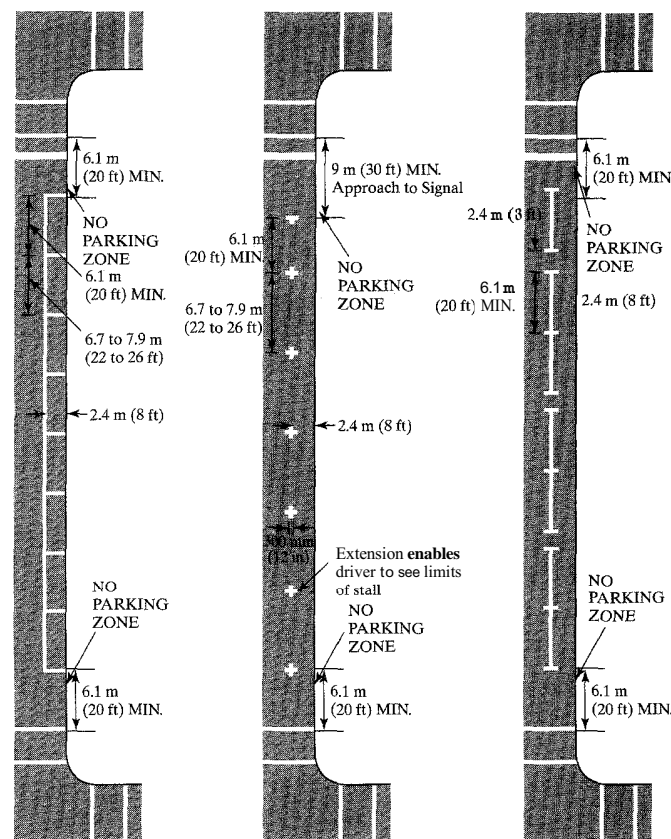 6.1 m
(20 ft) MIN.
NO
PARKING
ZONE
6.1 m
(20 ft) MIN.
6.7 to 7.9 m
(22 to 26 ft)
2.4 m (8 ft)
NO
PARKING
ZONE
6.1 m
(20 ft) MIN.
9 m (30 ft) MIN.
Approach to Signal
6.1 m
(20 ft) MIN.
NO
PARKING
ZONE
6.7 to 7.9 m
(22 to 26 ft)
2.4 m (8 ft)
300 mm
(12 in)
Extension enables
driver to see limits
of stall
NO
PARKING
ZONE
6.1 m
(20 ft) MIN.
6.1 m
(20 ft) MIN.
2.4 m (8 ft)
NO
PARKING
ZONE
6.1 m
(20 ft) MIN.
2.4 m (8 ft)
NO
PARKING
ZONE
6.1 m
(20 ft) MIN.